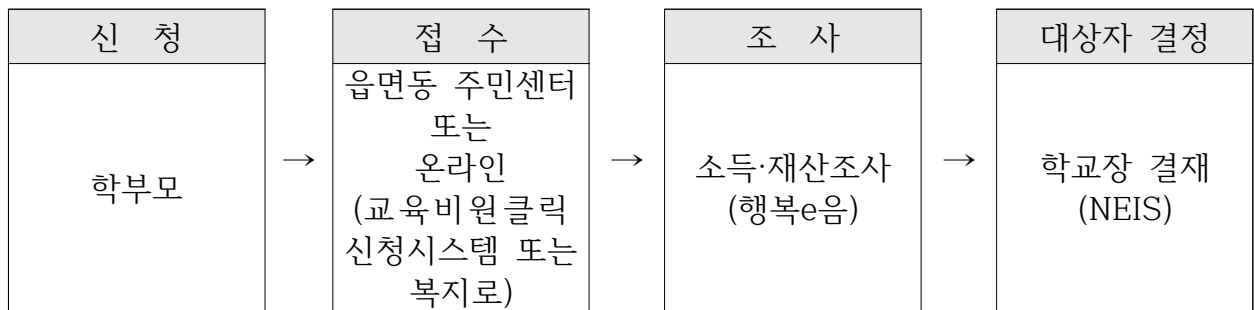 신 청
학부모
→
접 수
읍면동 주민센터
또는
온라인
(교육비원클릭
신청시스템 또는
복지로)
→
조 사
소득·재산조사
(행복e음)
→
대상자 결정
학교장 결재
(NEIS)